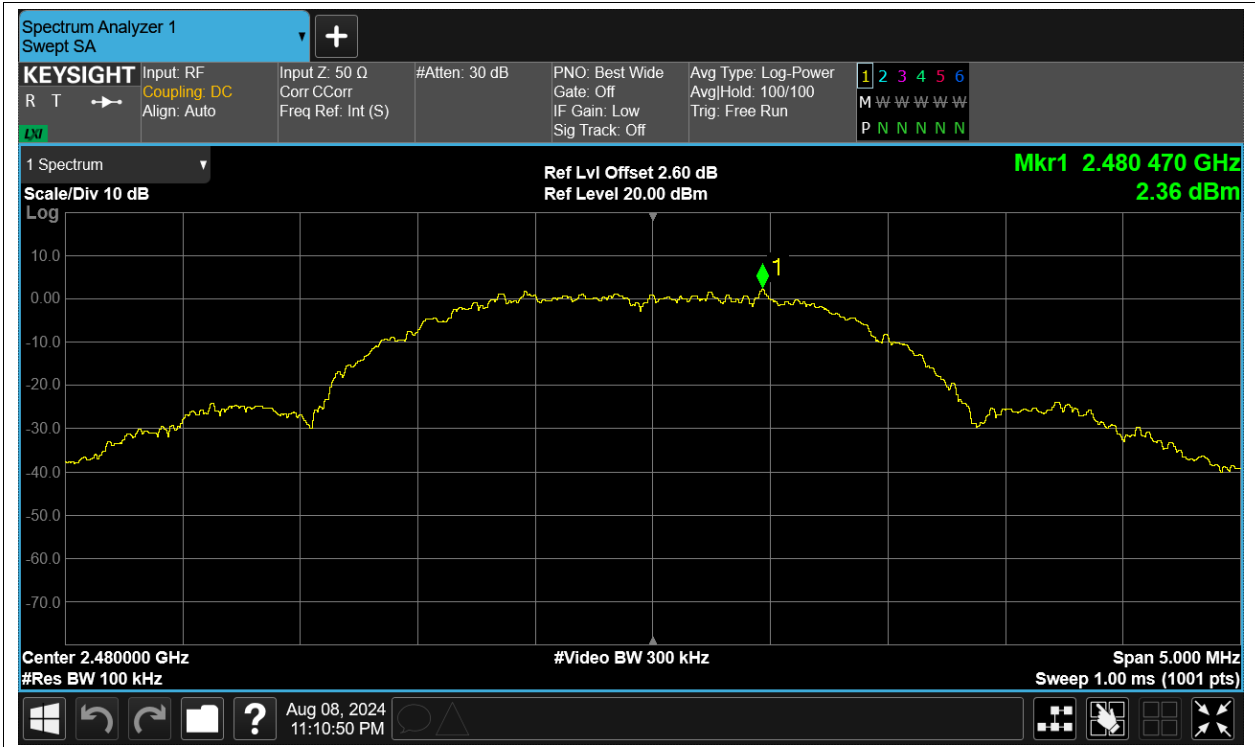 Spectrum Analyzer 1
Swept SA
KEYSIGHT
R T
LXI
Input: RF
Coupling: DC
Align: Auto
Input Z: 50 Ω
Corr CCorr
Freq Ref: Int (S)
#Atten: 30 dB
PNO: Best Wide
Gate: Off
IF Gain: Low
Sig Track: Off
Avg Type: Log-Power
Avg|Hold: 100/100
Trig: Free Run
1 2 3 4 5 6
M W W W W W
P N N N N N
1 Spectrum
Scale/Div 10 dB
Log
Ref Lvl Offset 2.60 dB
Ref Level 20.00 dBm
Mkr1 2.480 470 GHz
2.36 dBm
1
10.0
0.00
-10.0
-20.0
-30.0
-40.0
-50.0
-60.0
-70.0
Center 2.480000 GHz
#Res BW 100 kHz
#Video BW 300 kHz
Span 5.000 MHz
Sweep 1.00 ms (1001 pts)
?
Aug 08, 2024
11:10:50 PM